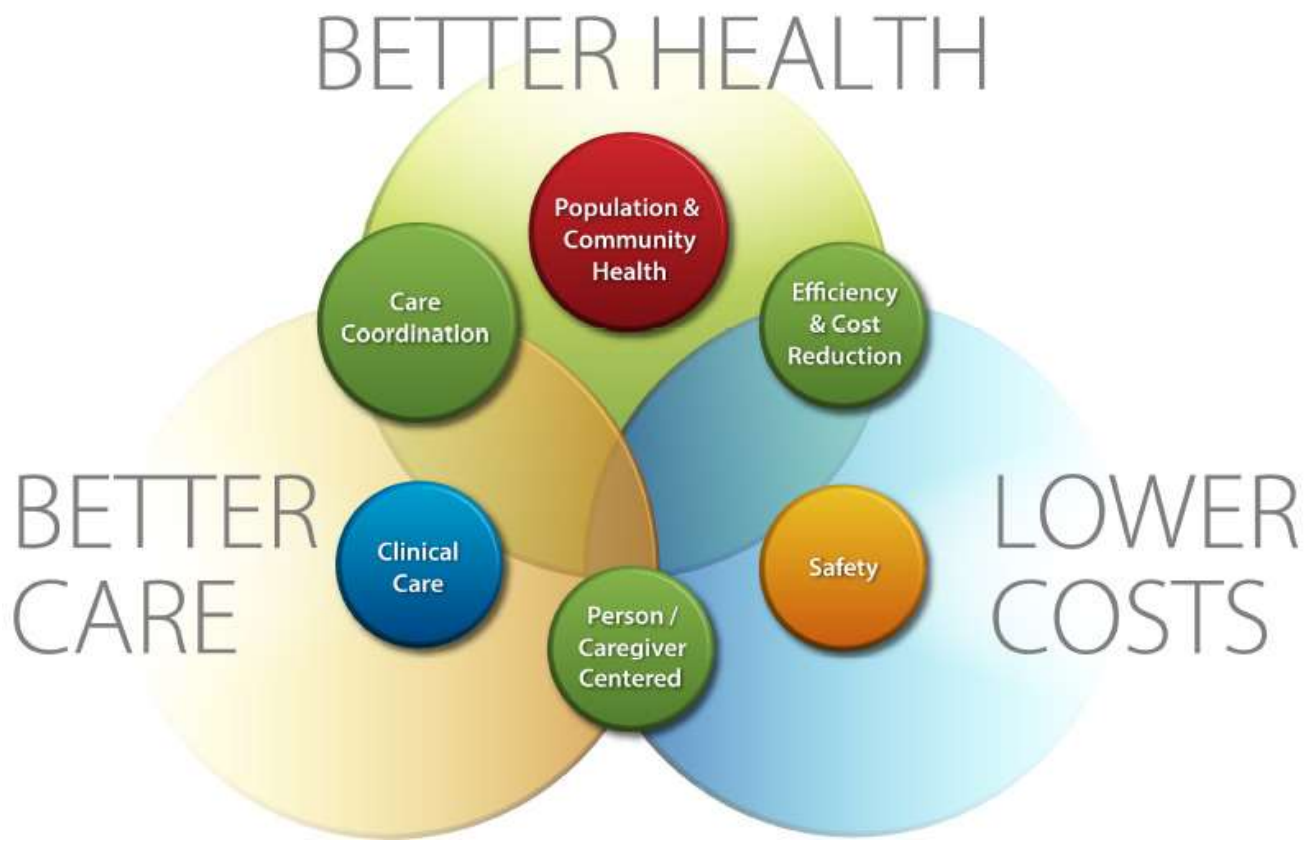 BETTER HEALTH
Population &
Community
Health
Care
Coordination
Efficiency
& Cost
Reduction
BETTER
CARE
Clinical
Care
Person /
Caregiver
Centered
Safety
LOWER
COSTS